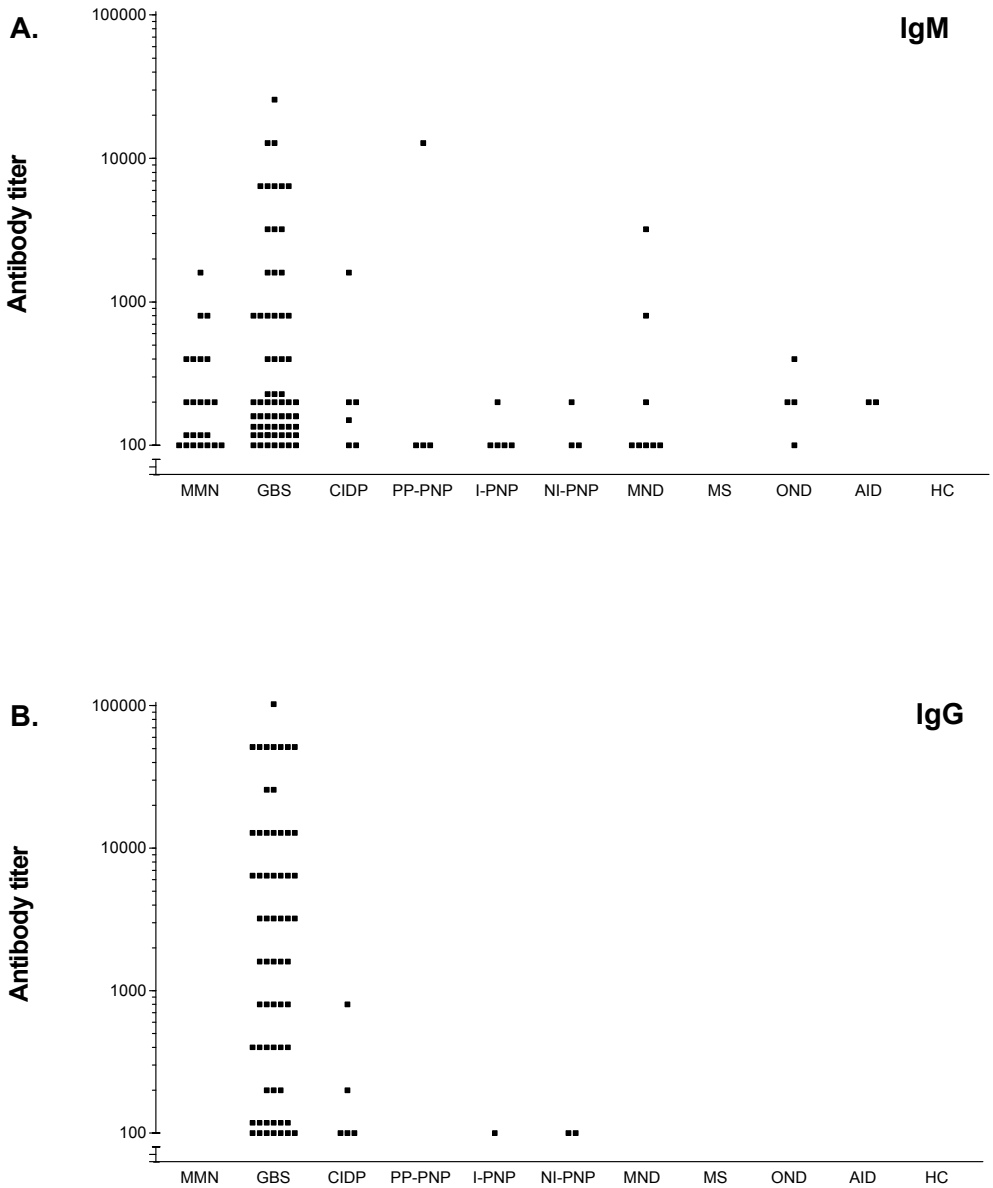 A.
IgM
Antibody titer
100000
10000
1000
100
MMN GBS CIDP PP-PNP I-PNP NI-PNP MND MS OND AID HC
B.
IgG
Antibody titer
100000
10000
1000
100
MMN GBS CIDP PP-PNP I-PNP NI-PNP MND MS OND AID HC